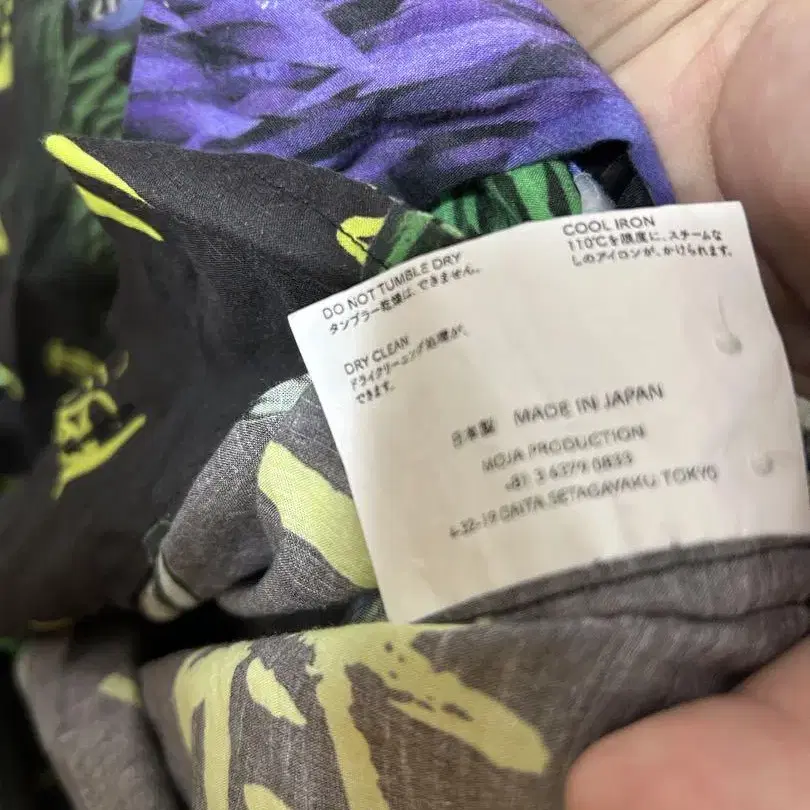 COOL IRON
110℃を限度に、スチームな
しのアイロンが、かけられます。
DO NOT TUMBLE DRY
タンブラー乾燥は、できません。
DRY CLEAN
ドライクリーニング処理が、
できます。
日本製 MADE IN JAPAN
MOJA PRODUCTION
+81 3 6379 0833
4-32-19 DAITA, SETAGAYAKU TOKYO